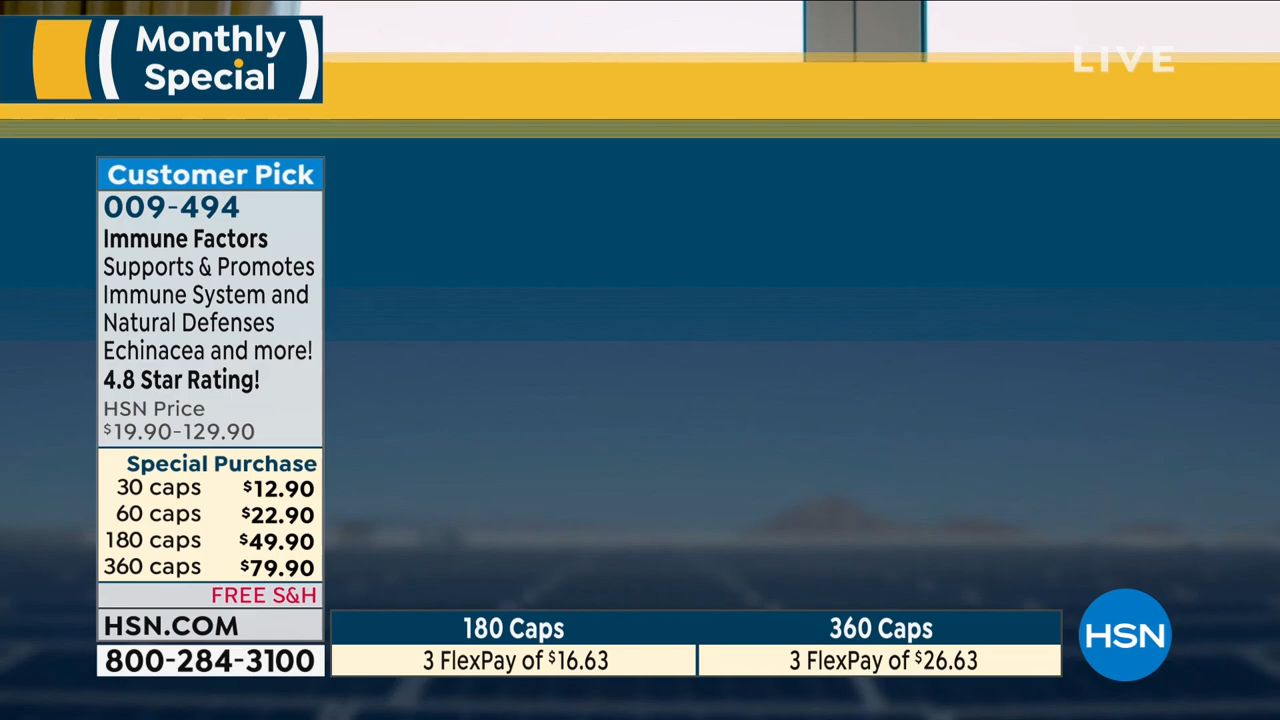 Monthly
Special
LIVE
Customer Pick
009-494
Immune Factors
Supports & Promotes
Immune System and
Natural Defenses
Echinacea and more!
4.8 Star Rating!
HSN Price
$19.90-129.90
Special Purchase
30 caps $12.90
60 caps $22.90
180 caps $49.90
360 caps $79.90
FREE S&H
HSN.COM
800-284-3100
180 Caps 360 Caps
3 FlexPay of $16.63 3 FlexPay of $26.63
HSN